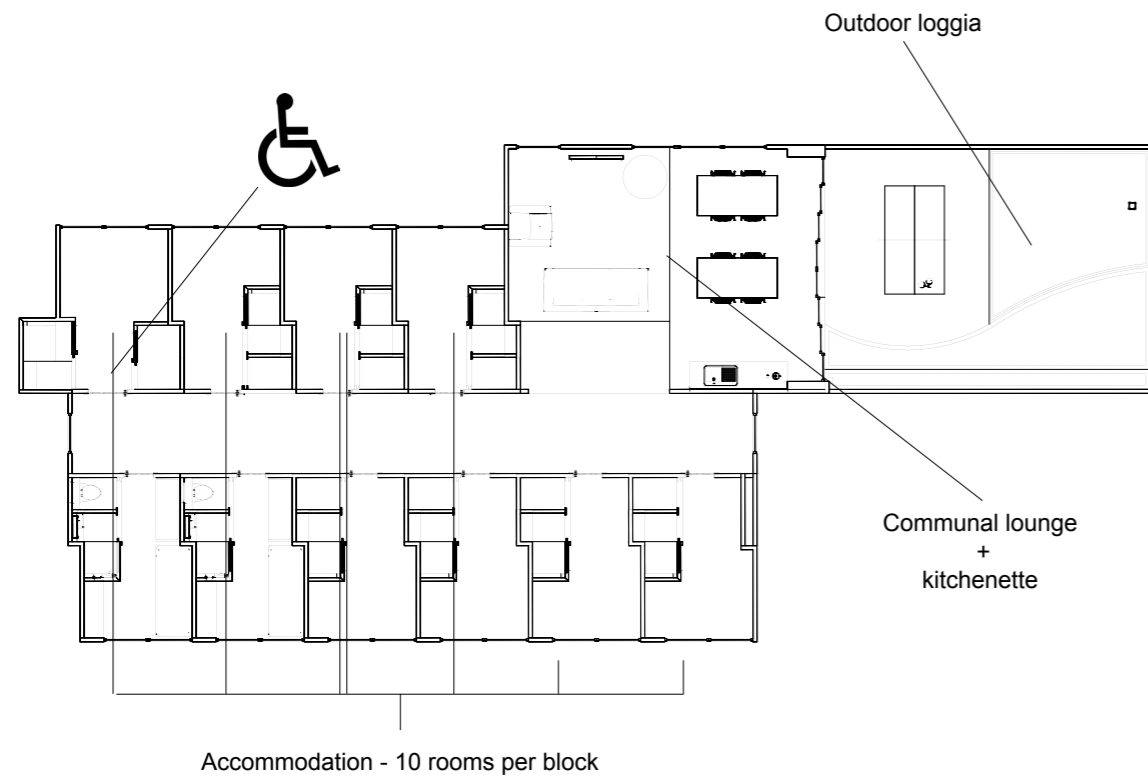 Outdoor loggia
Communal lounge
+
kitchenette
Accommodation - 10 rooms per block